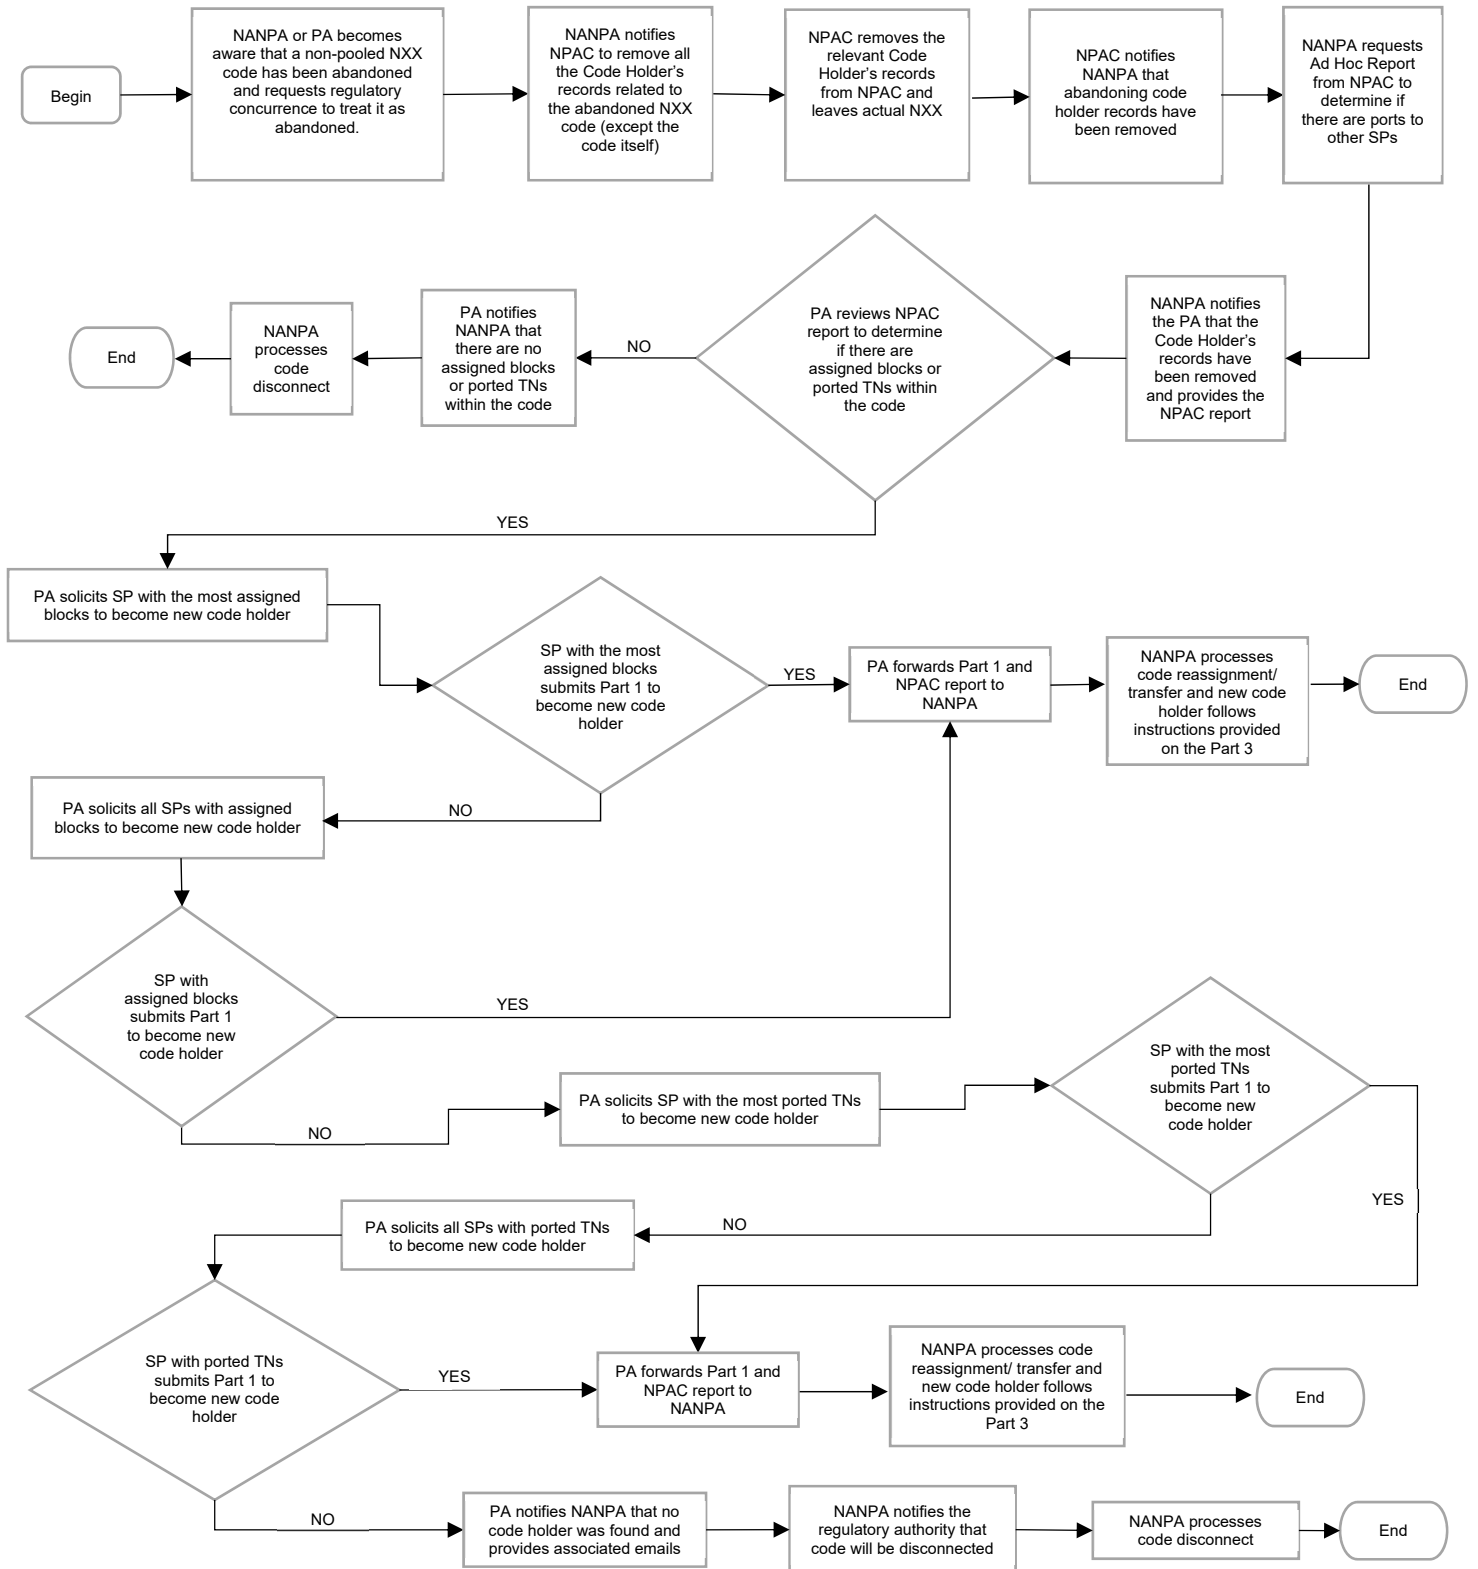 Begin
NANPA or PA becomes
aware that a non-pooled NXX
code has been abandoned
and requests regulatory
concurrence to treat it as
abandoned.
NANPA notifies
NPAC to remove all
the Code Holder’s
records related to
the abandoned NXX
code (except the
code itself)
NPAC removes the
relevant Code
Holder’s records
from NPAC and
leaves actual NXX
NPAC notifies
NANPA that
abandoning code
holder records have
been removed
NANPA requests
Ad Hoc Report
from NPAC to
determine if
there are ports to
other SPs
NANPA notifies
the PA that the
Code Holder’s
records have
been removed
and provides the
NPAC report
PA reviews NPAC
report to determine
if there are
assigned blocks or
ported TNs within
the code
NO
PA notifies
NANPA that
there are no
assigned blocks
or ported TNs
within the code
NANPA
processes
code
disconnect
End
YES
PA solicits SP with the most assigned
blocks to become new code holder
SP with the most
assigned blocks
submits Part 1 to
become new code
holder
YES
PA forwards Part 1 and
NPAC report to
NANPA
NANPA processes
code reassignment/
transfer and new code
holder follows
instructions provided
on the Part 3
End
NO
PA solicits all SPs with assigned
blocks to become new code holder
SP with
assigned blocks
submits Part 1
to become new
code holder
YES
NO
PA solicits SP with the most ported TNs
to become new code holder
SP with the most
ported TNs
submits Part 1 to
become new
code holder
YES
NO
PA solicits all SPs with ported TNs
to become new code holder
SP with ported TNs
submits Part 1 to
become new code
holder
YES
PA forwards Part 1 and
NPAC report to
NANPA
NANPA processes code
reassignment/ transfer and
new code holder follows
instructions provided on the
Part 3
End
NO
PA notifies NANPA that no
code holder was found and
provides associated emails
NANPA notifies the
regulatory authority that
code will be disconnected
NANPA processes
code disconnect
End